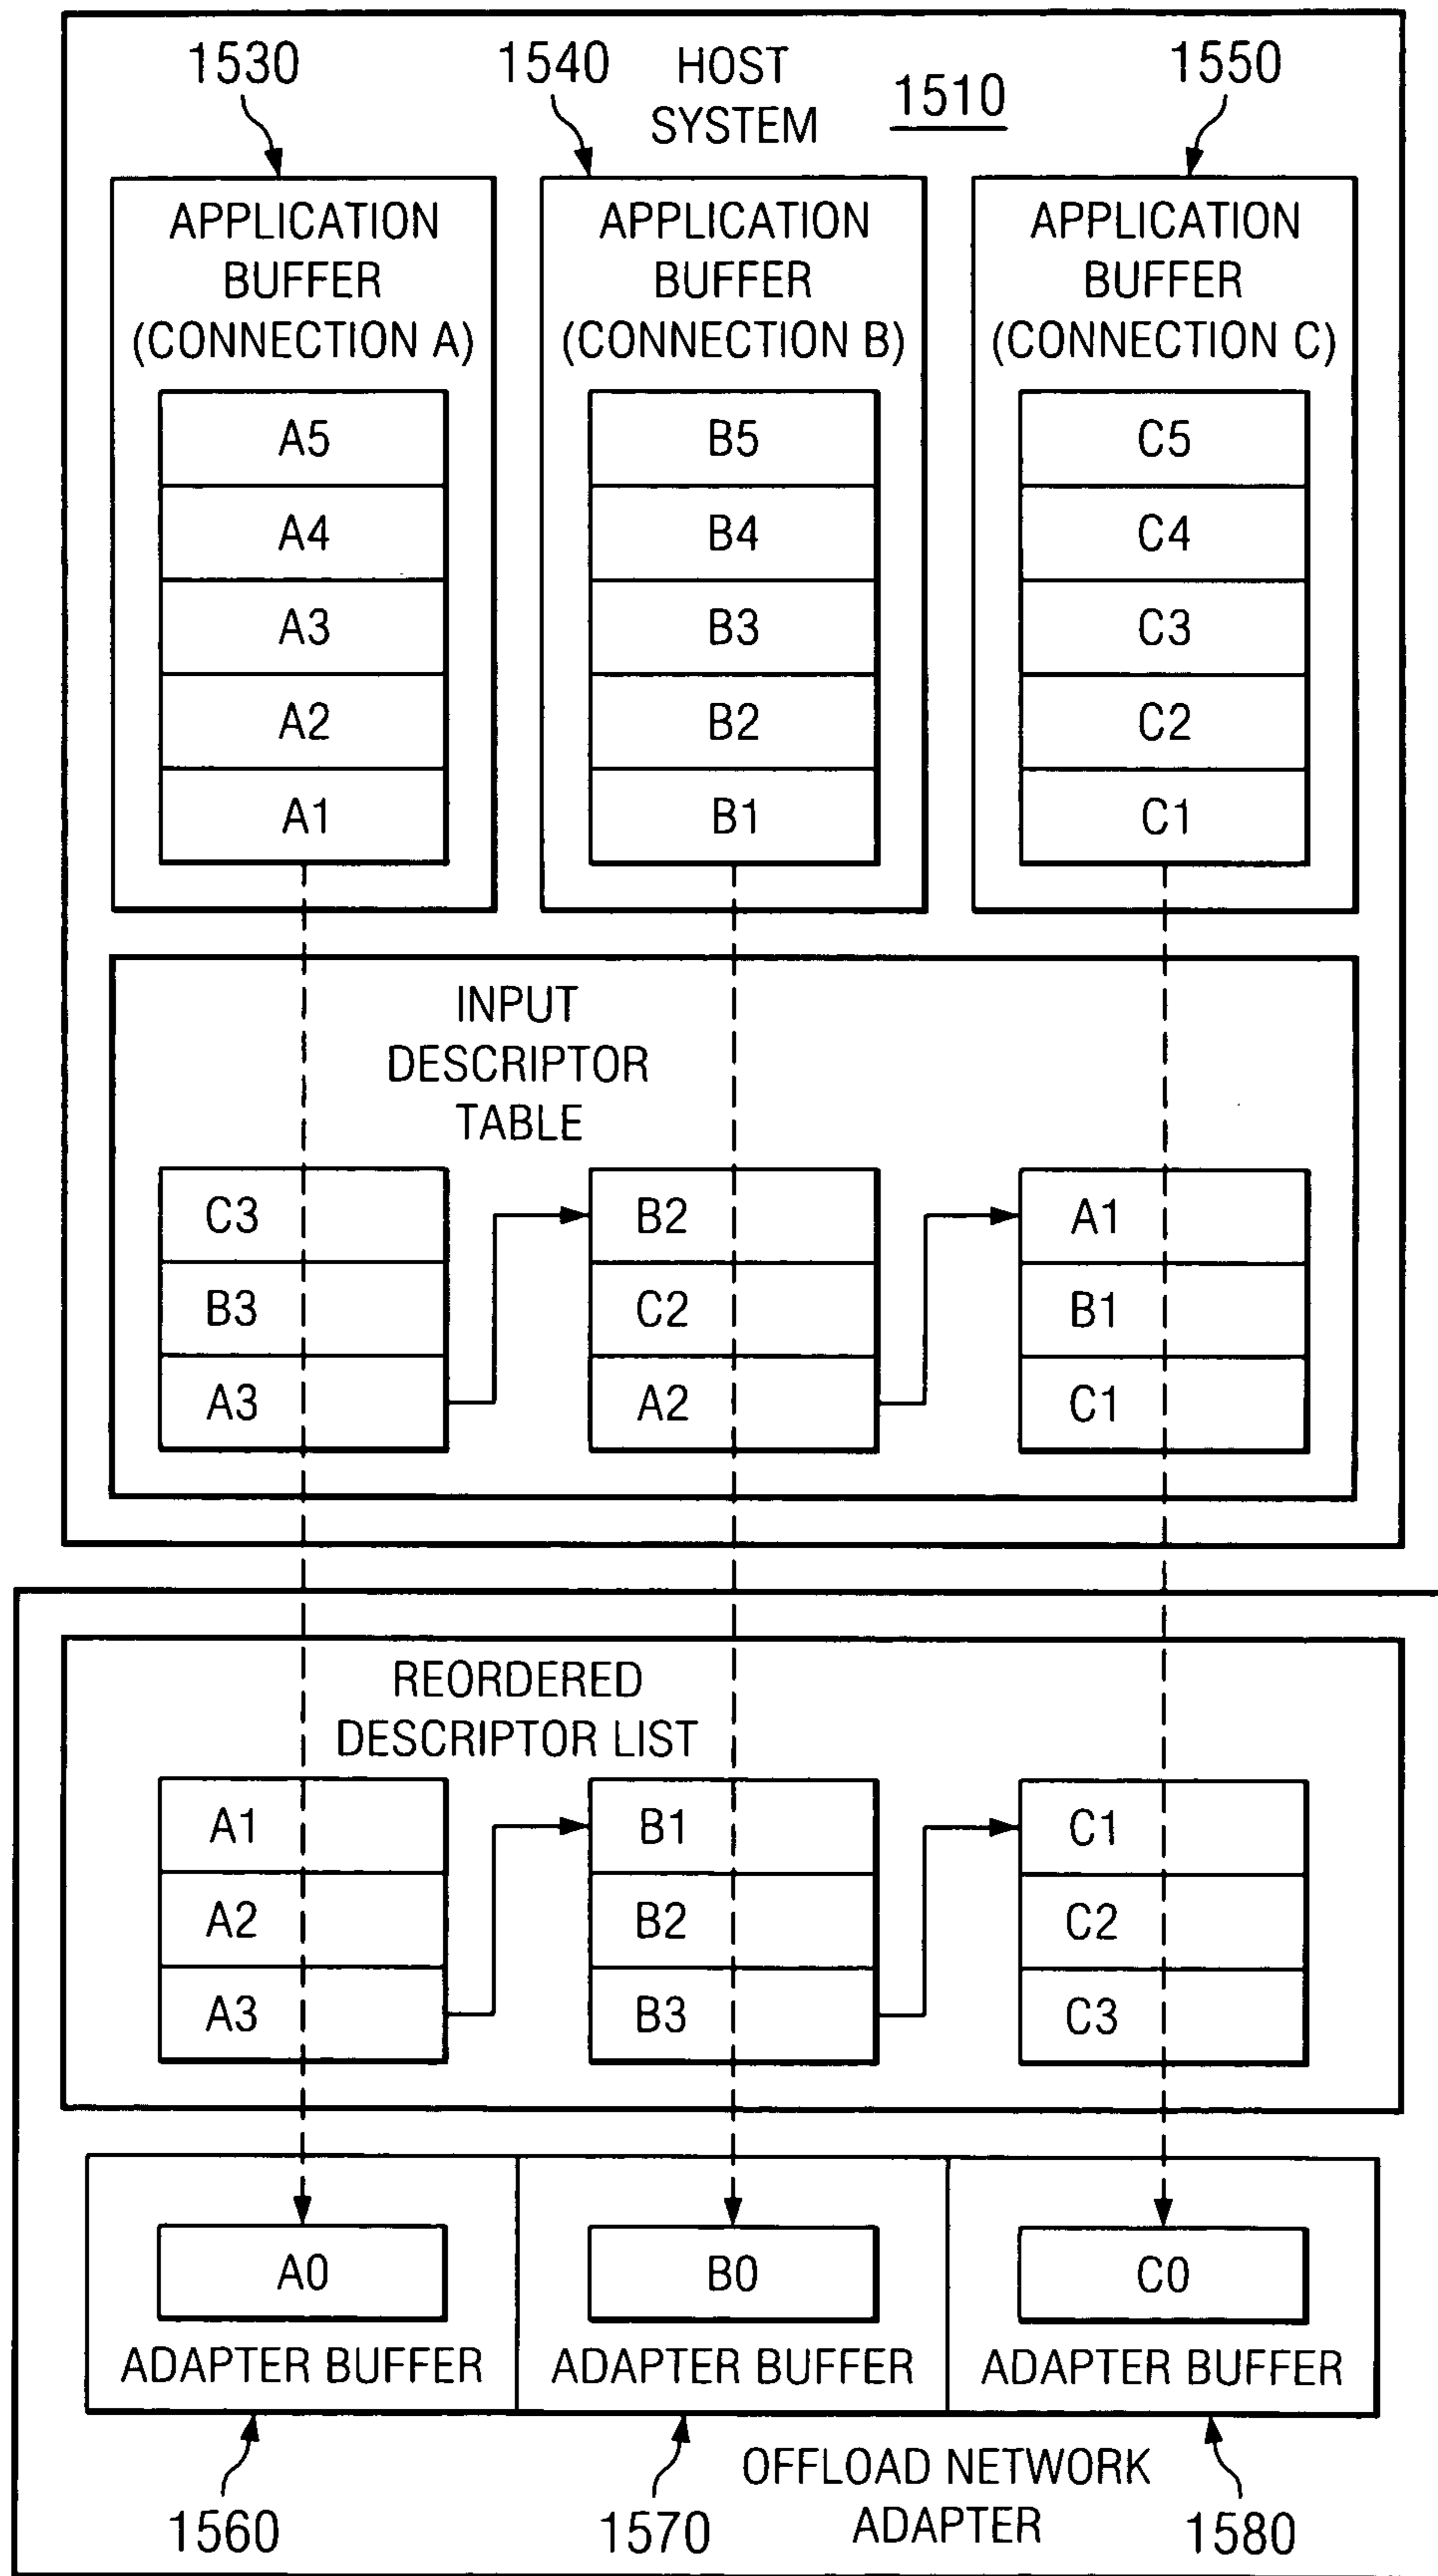 1530
1540
HOST
SYSTEM
1510
1550
APPLICATION
BUFFER
(CONNECTION A)
A5
A4
A3
A2
A1
APPLICATION
BUFFER
(CONNECTION B)
B5
B4
B3
B2
B1
APPLICATION
BUFFER
(CONNECTION C)
C5
C4
C3
C2
C1
INPUT
DESCRIPTOR
TABLE
C3
B3
A3
B2
C2
A2
A1
B1
C1
REORDERED
DESCRIPTOR LIST
A1
A2
A3
B1
B2
B3
C1
C2
C3
A0
ADAPTER BUFFER
B0
ADAPTER BUFFER
C0
ADAPTER BUFFER
1560
1570
OFFLOAD NETWORK
ADAPTER
1580